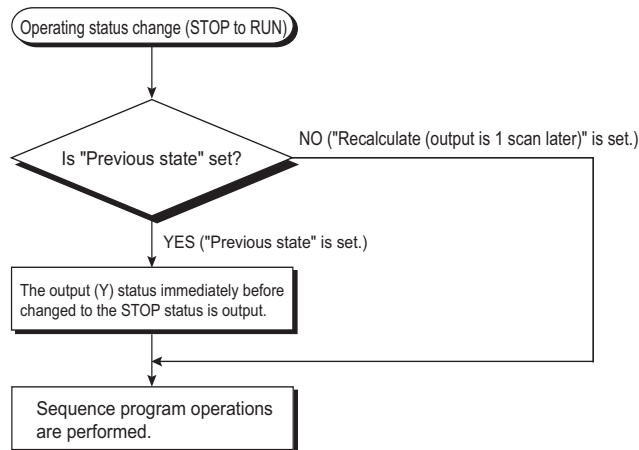 Operating status change (STOP to RUN)
NO ("Recalculate (output is 1 scan later)" is set.)
Is "Previous state" set?
YES ("Previous state" is set.)
The output (Y) status immediately before
changed to the STOP status is output.
Sequence program operations
are performed.